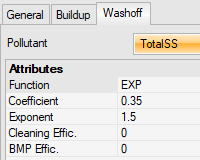 General Buildup Washoff
Pollutant TotalSS
Attributes
Function EXP
Coefficient 0.35
Exponent 1.5
Cleaning Effic. 0
BMP Effic. 0